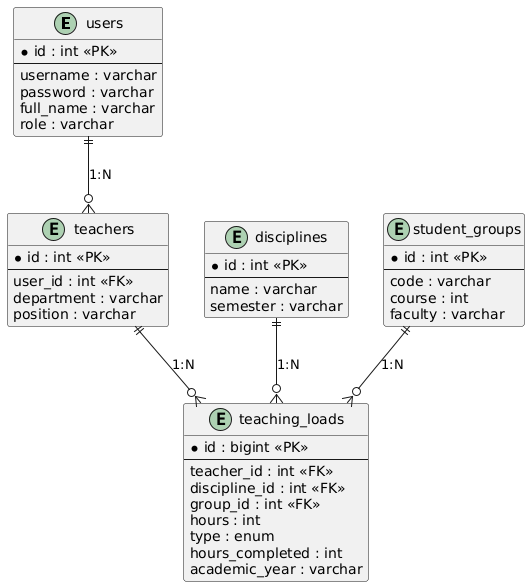 E users
* id : int «PK»
username : varchar
password : varchar
full_name : varchar
role : varchar
1:N
E teachers
* id : int «PK»
user_id : int «FK»
department : varchar
position : varchar
E disciplines
* id : int «PK»
name : varchar
semester : varchar
E student_groups
* id : int «PK»
code : varchar
course : int
faculty : varchar
1:N
1:N
1:N
E teaching_loads
* id : bigint «PK»
teacher_id : int «FK»
discipline_id : int «FK»
group_id : int «FK»
hours : int
type : enum
hours_completed : int
academic_year : varchar